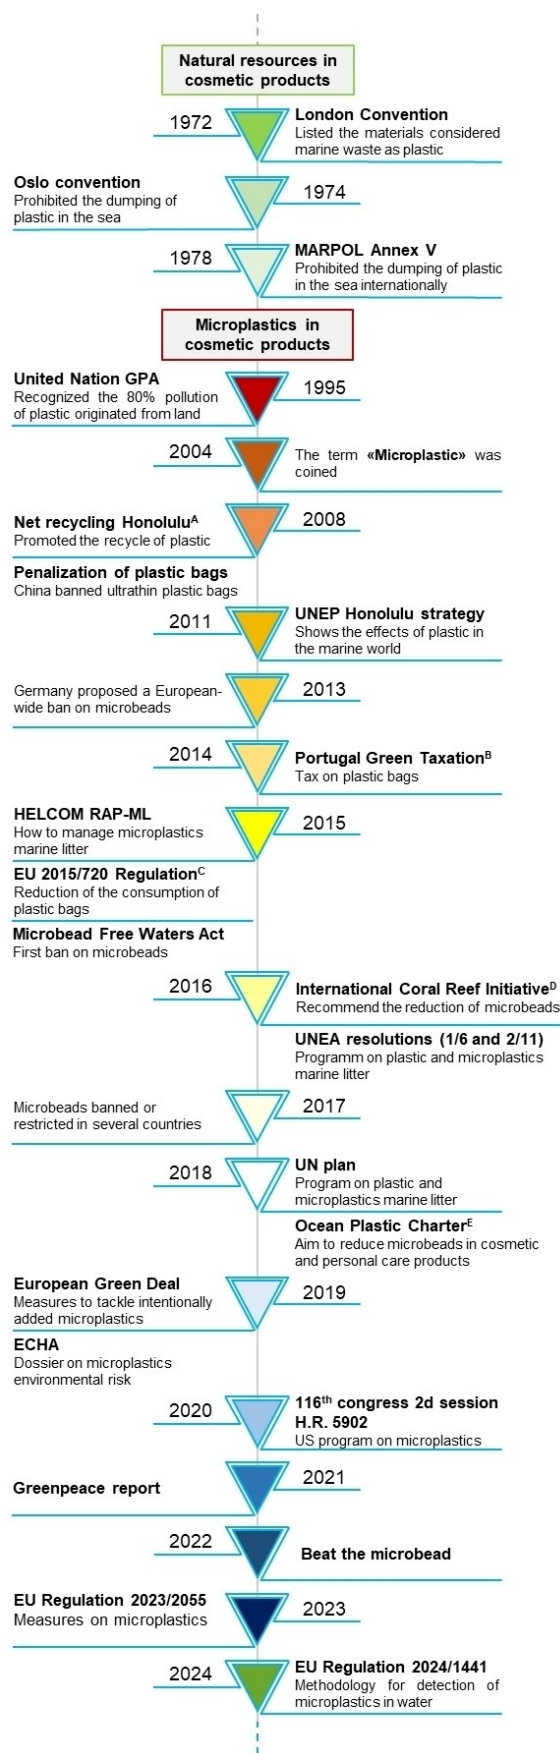 Natural resources in
cosmetic products
1972
London Convention
Listed the materials considered
marine waste as plastic
Oslo convention
Prohibited the dumping of
plastic in the sea
1974
1978
MARPOL Annex V
Prohibited the dumping of plastic
in the sea internationally
Microplastics in
cosmetic products
United Nation GPA
Recognized the 80% pollution
of plastic originated from land
1995
2004
The term «Microplastic» was
coined
Net recycling Honolulu^A
Promoted the recycle of plastic
2008
Penalization of plastic bags
China banned ultrathin plastic bags
2011
UNEP Honolulu strategy
Shows the effects of plastic in
the marine world
Germany proposed a European-
wide ban on microbeads
2013
2014
Portugal Green Taxation^B
Tax on plastic bags
HELCOM RAP-ML
How to manage microplastics
marine litter
2015
EU 2015/720 Regulation^C
Reduction of the consumption of
plastic bags
Microbead Free Waters Act
First ban on microbeads
2016
International Coral Reef Initiative^D
Recommend the reduction of microbeads
UNEA resolutions (1/6 and 2/11)
Programm on plastic and microplastics
marine litter
Microbeads banned or
restricted in several countries
2017
2018
UN plan
Program on plastic and
microplastics marine litter
Ocean Plastic Charter^E
Aim to reduce microbeads in cosmetic
and personal care products
European Green Deal
Measures to tackle intentionally
added microplastics
2019
ECHA
Dossier on microplastics
environmental risk
2020
116th congress 2d session
H.R. 5902
US program on microplastics
Greenpeace report
2021
2022
Beat the microbead
EU Regulation 2023/2055
Measures on microplastics
2023
2024
EU Regulation 2024/1441
Methodology for detection of
microplastics in water